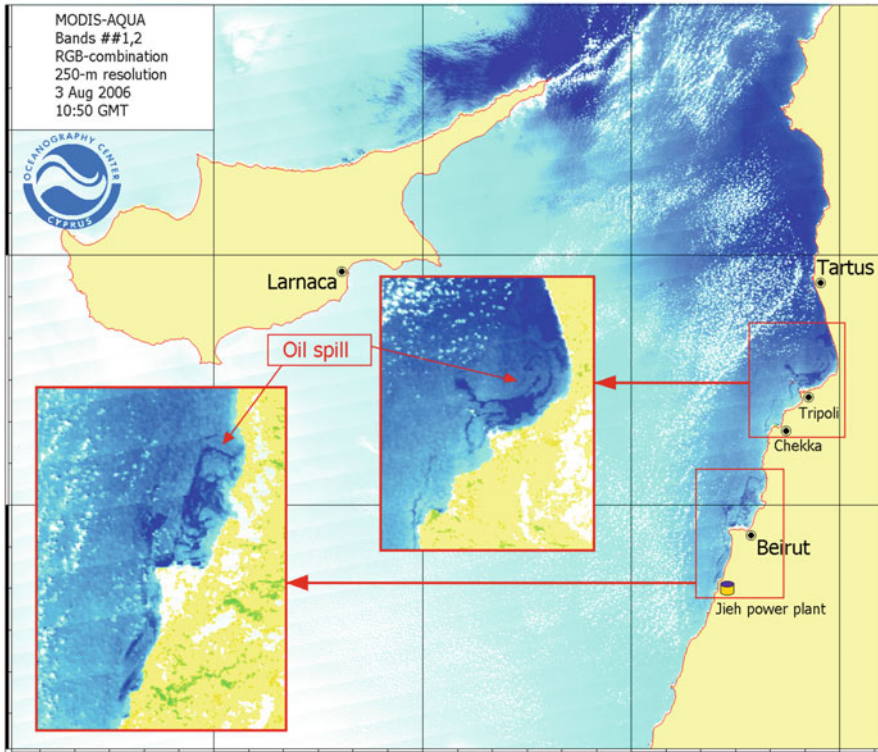 MODIS-AQUA
Bands ##1,2
RGB-combination
250-m resolution
3 Aug 2006
10:50 GMT
OCEANOGRAPHY CENTER
CYPRUS
Larnaca
Tartus
Oil spill
Tripoli
Chekka
Beirut
Jieh power plant